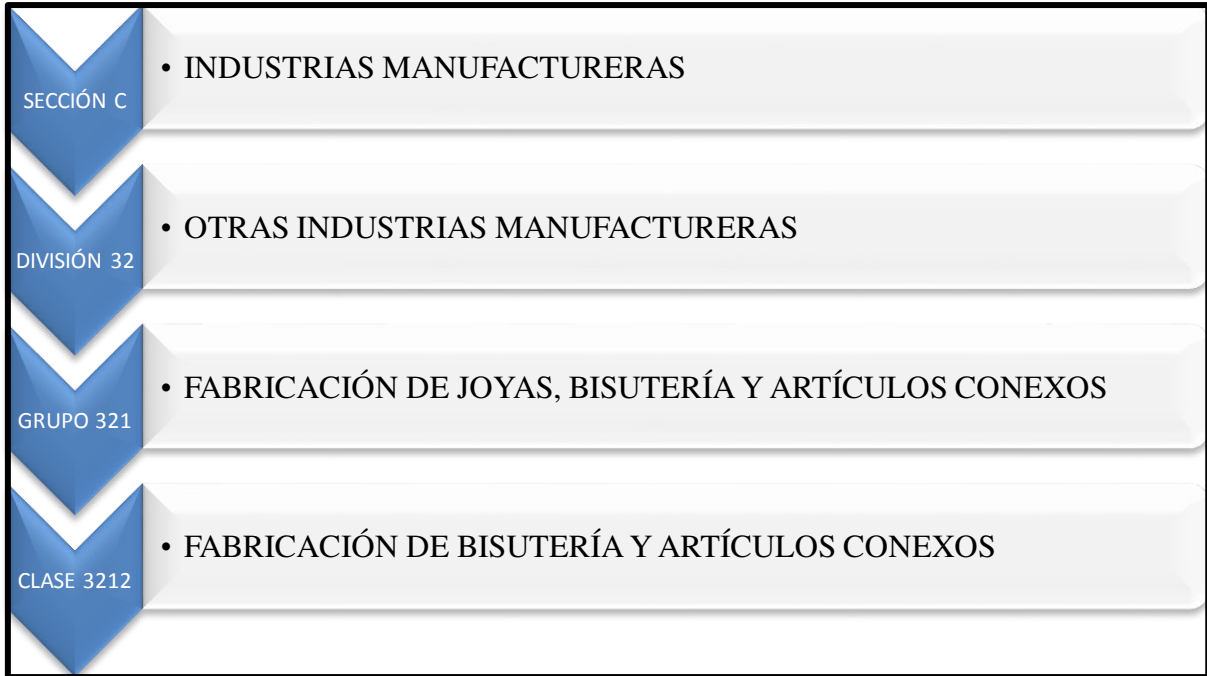 SECCIÓN C
• INDUSTRIAS MANUFACTURERAS
DIVISIÓN 32
• OTRAS INDUSTRIAS MANUFACTURERAS
GRUPO 321
• FABRICACIÓN DE JOYAS, BISUTERÍA Y ARTÍCULOS CONEXOS
CLASE 3212
• FABRICACIÓN DE BISUTERÍA Y ARTÍCULOS CONEXOS